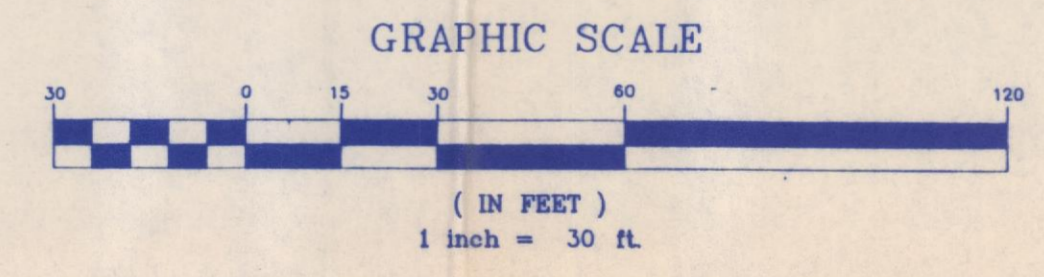 GRAPHIC SCALE
30 0 15 30 60 120
( IN FEET )
1 inch = 30 ft.